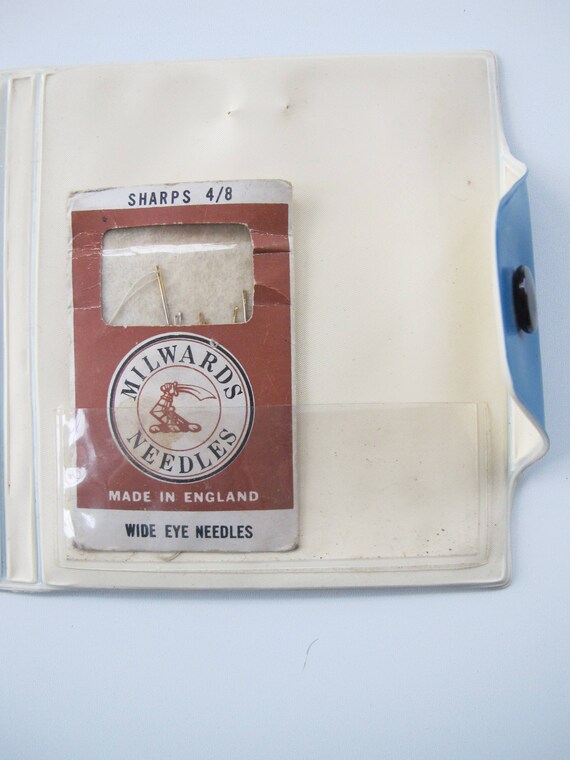 SHARPS 4/8
MILWARDS
NEEDLES
MADE IN ENGLAND
WIDE EYE NEEDLES